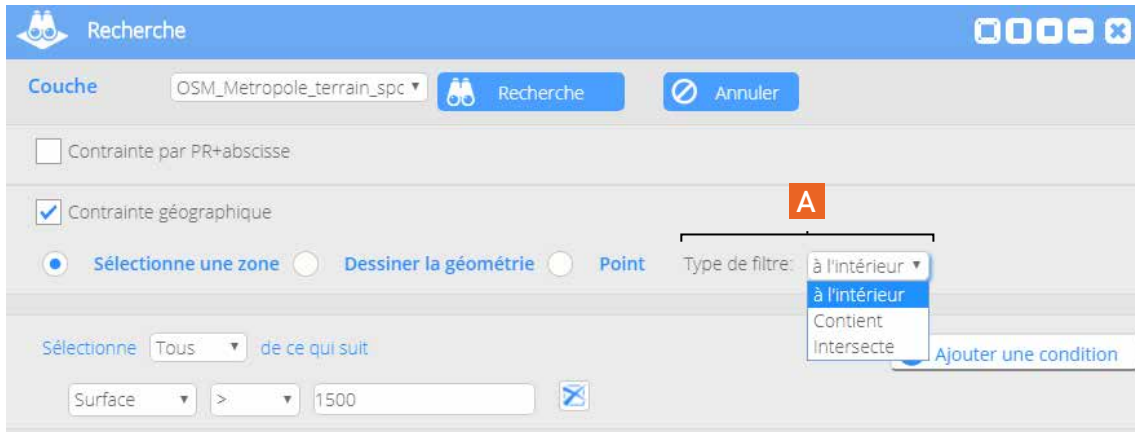 Recherche
Couche OSM_Metropole_terrain_spc Recherche Annuler
Contrainte par PR+abscisse
A
Contrainte géographique
Sélectionne une zone Dessiner la géométrie Point Type de filtre: à l'intérieur
à l'intérieur
Contient
Intersecte
Sélectionne Tous de ce qui suit
Ajouter une condition
Surface > 1500